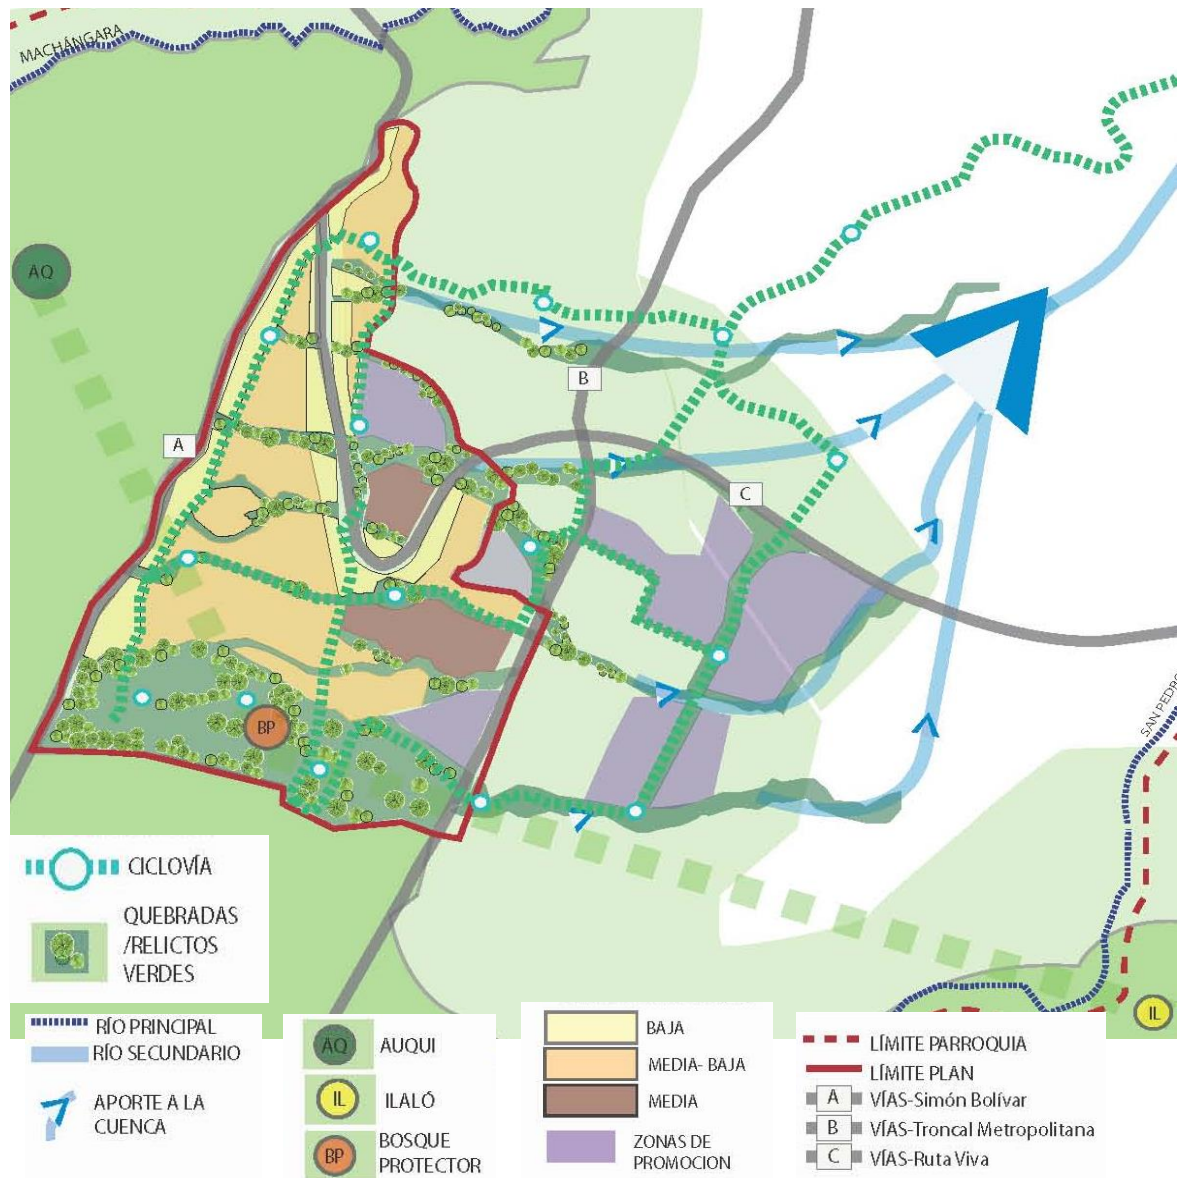 MACHÁNGARA
AQ
A
B
C
BP
SAN PEDRO
IL
CICLOVÍA
QUEBRADAS
/RELICTOS
VERDES
RÍO PRINCIPAL
RÍO SECUNDARIO
APORTE A LA
CUENCA
AQ AUQUI
IL ILALÓ
BP BOSQUE
PROTECTOR
BAJA
MEDIA- BAJA
MEDIA
ZONAS DE
PROMOCION
LÍMITE PARROQUIA
LÍMITE PLAN
A VÍAS-Simón Bolívar
B VÍAS-Troncal Metropolitana
C VÍAS-Ruta Viva